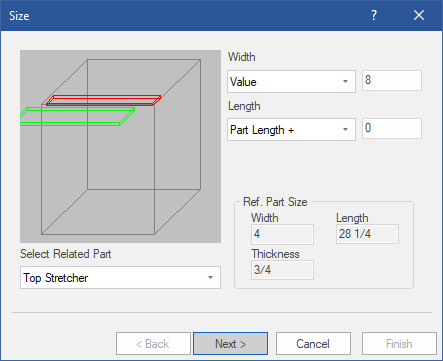 Size
?
Width
Value
8
Length
Part Length +
0
Ref. Part Size
Width
Length
4
28 1/4
Thickness
3/4
Select Related Part
Top Stretcher
< Back
Next >
Cancel
Finish